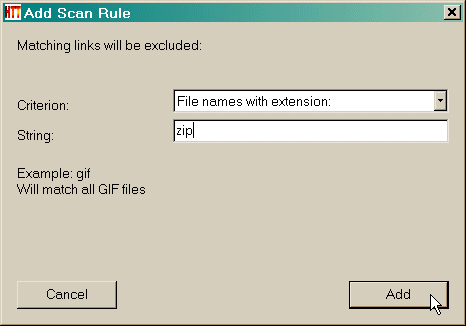 Add Scan Rule
Matching links will be excluded:
Criterion:
File names with extension:
String:
zip
Example: gif
Will match all GIF files
Cancel
Add